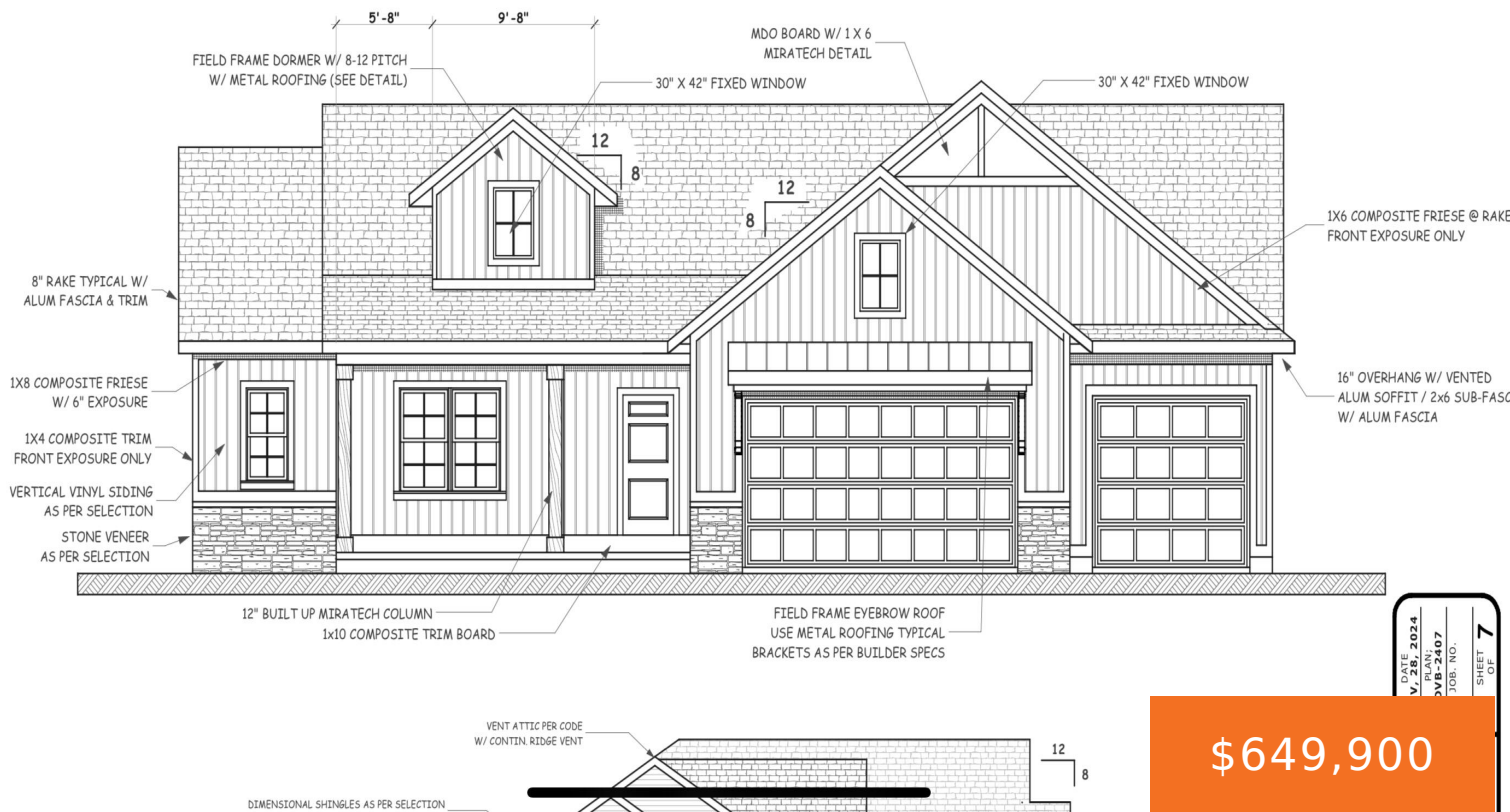 5'-8"
9'-8"
FIELD FRAME DORMER W/ 8-12 PITCH
W/ METAL ROOFING (SEE DETAIL)
30" X 42" FIXED WINDOW
MDO BOARD W/ 1 X 6
MIRATECH DETAIL
30" X 42" FIXED WINDOW
12
8
12
8
8" RAKE TYPICAL W/
ALUM FASCIA & TRIM
1X6 COMPOSITE FRIESE @ RAKE
FRONT EXPOSURE ONLY
1X8 COMPOSITE FRIESE
W/ 6" EXPOSURE
1X4 COMPOSITE TRIM
FRONT EXPOSURE ONLY
VERTICAL VINYL SIDING
AS PER SELECTION
STONE VENEER
AS PER SELECTION
16" OVERHANG W/ VENTED
ALUM SOFFIT / 2x6 SUB-FASC
W/ ALUM FASCIA
12" BUILT UP MIRATECH COLUMN
1x10 COMPOSITE TRIM BOARD
FIELD FRAME EYEBROW ROOF
USE METAL ROOFING TYPICAL
BRACKETS AS PER BUILDER SPECS
DATE
V, 28, 2024
PLAN;
OVB-2407
JOB. NO.
SHEET 7
OF
VENT ATTIC PER CODE
W/ CONTIN. RIDGE VENT
12
8
DIMENSIONAL SHINGLES AS PER SELECTION
$649,900